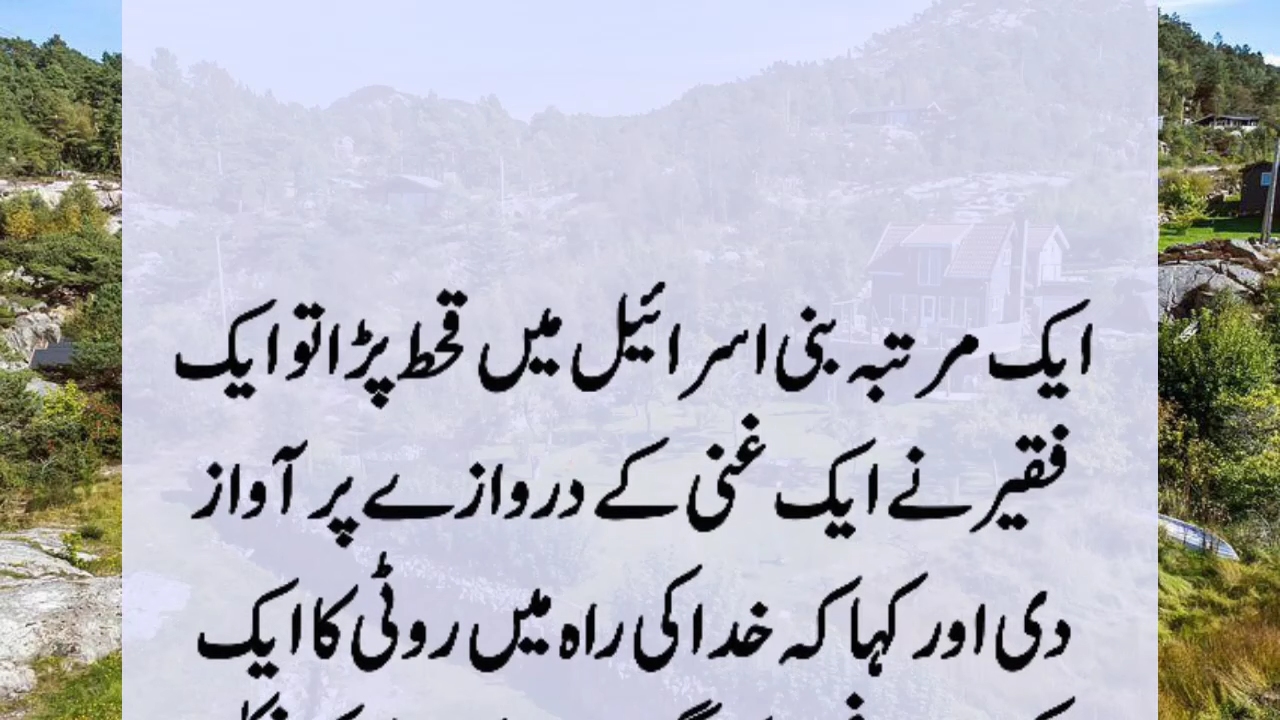 ایک مرتبہ بنی اسرائیل میں قحط پڑا تو ایک
فقیر نے ایک غنی کے دروازے پر آواز
دی اور کہا کہ خدا کی راہ میں روٹی کا ایک